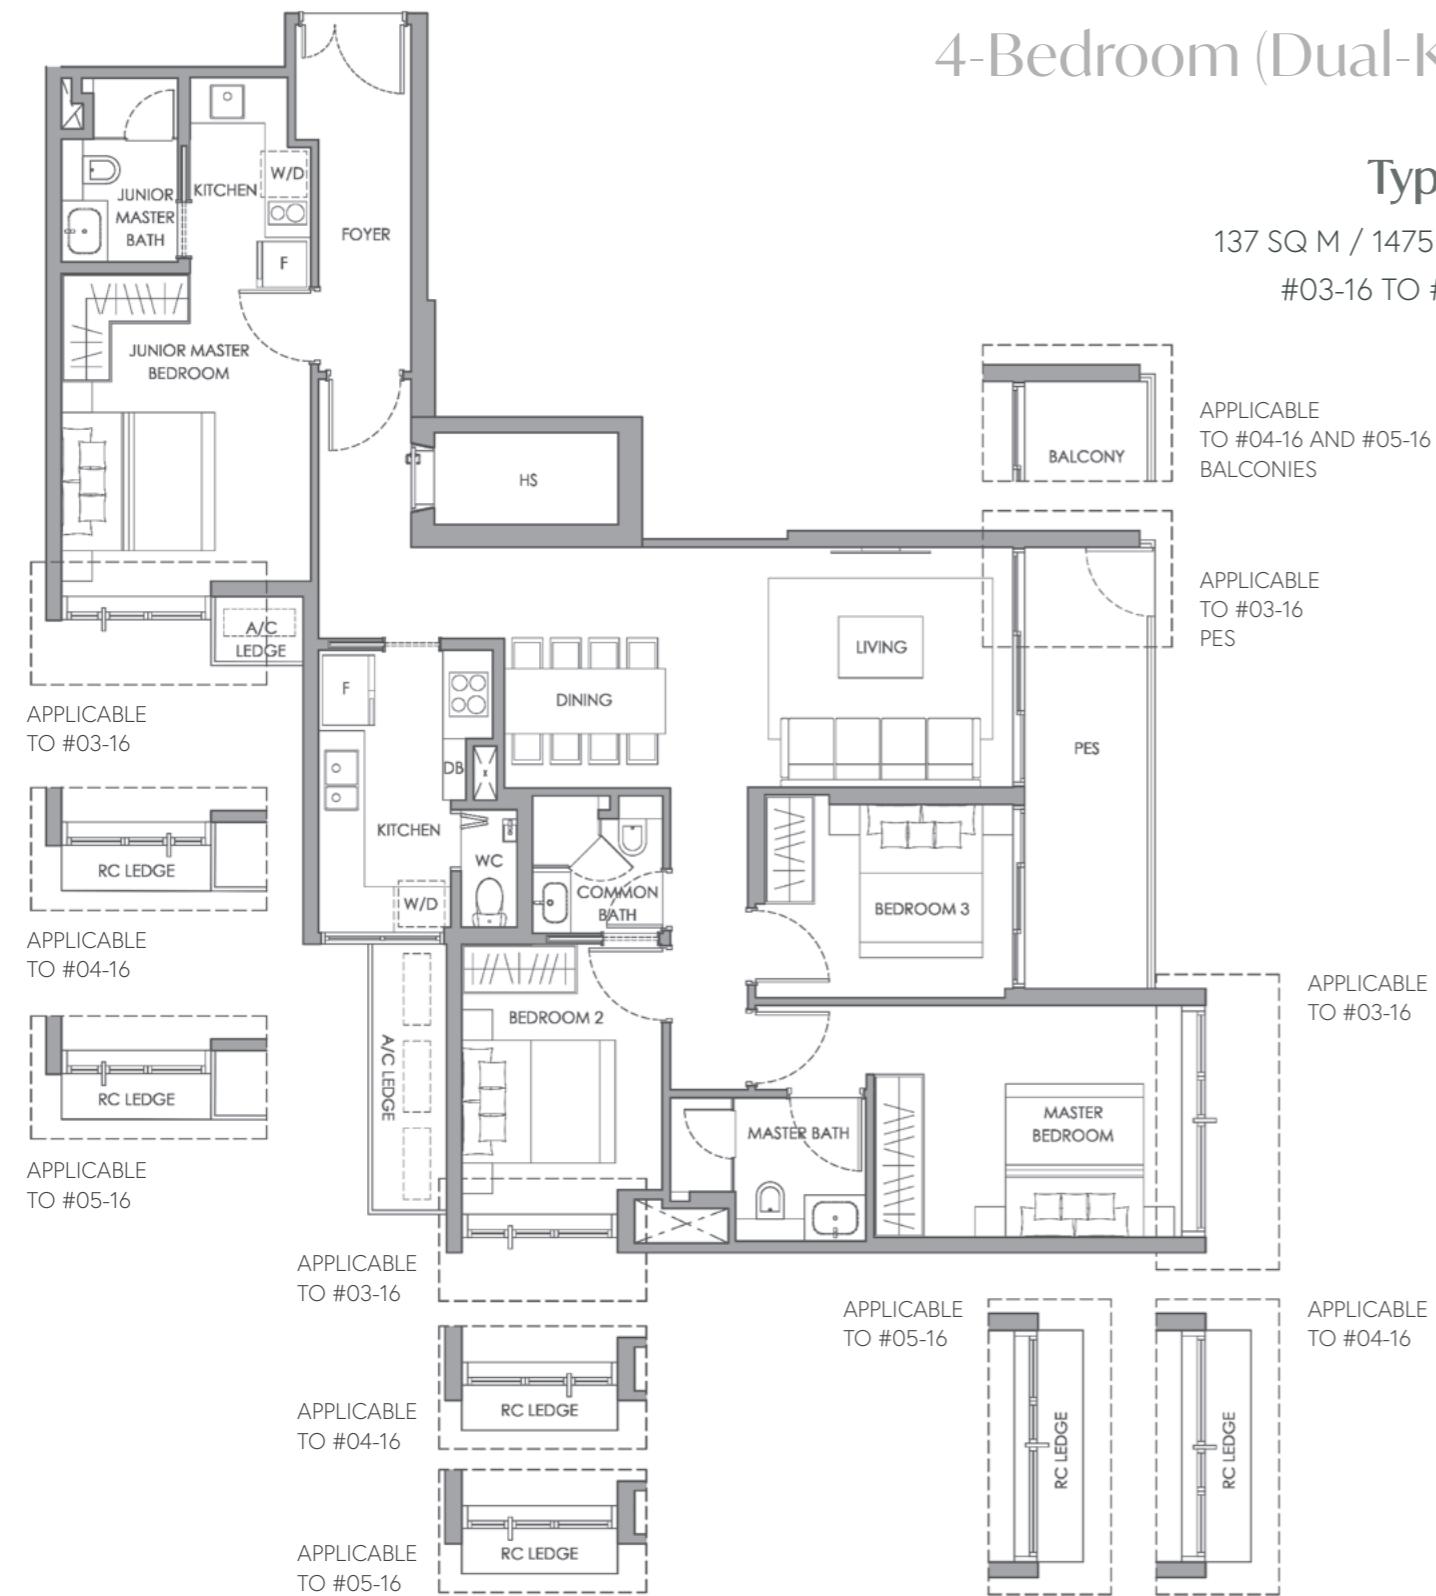 4-Bedroom (Dual-K
Typ
137 SQ M / 1475
#03-16 TO #
W/D
KITCHEN
JUNIOR
MASTER
BATH
FOYER
F
JUNIOR MASTER
BEDROOM
APPLICABLE
TO #04-16 AND #05-16
BALCONIES
BALCONY
HS
APPLICABLE
TO #03-16
PES
A/C
LEDGE
LIVING
F
DINING
APPLICABLE
TO #03-16
PES
DB
KITCHEN
WC
RC LEDGE
COMMON
BATH
W/D
BEDROOM 3
APPLICABLE
TO #04-16
APPLICABLE
TO #03-16
BEDROOM 2
A/C LEDGE
RC LEDGE
MASTER
BEDROOM
MASTER BATH
APPLICABLE
TO #05-16
APPLICABLE
TO #03-16
APPLICABLE
TO #05-16
APPLICABLE
TO #04-16
APPLICABLE
TO #04-16
RC LEDGE
RC LEDGE
RC LEDGE
APPLICABLE
TO #05-16
RC LEDGE